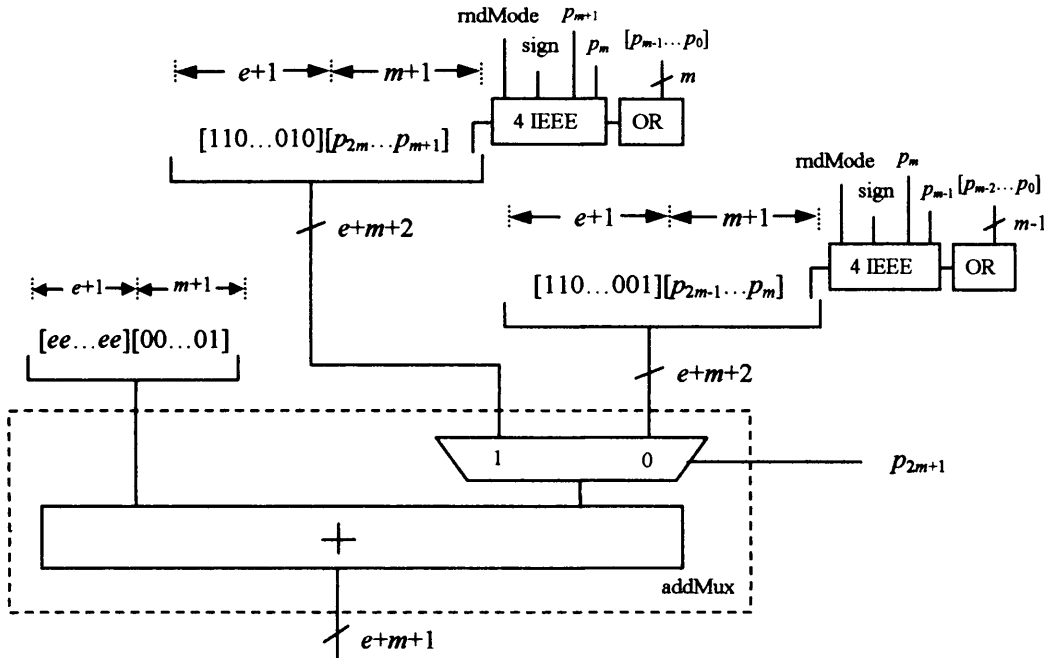 rndMode
sign
p_{m+1}
p_m
[p_{m-1}…p_0]
m
e+1
m+1
4 IEEE
OR
[110…010][p_{2m}…p_{m+1}]
e+m+2
rndMode
sign
p_m
p_{m-1}
[p_{m-2}…p_0]
m-1
e+1
m+1
4 IEEE
OR
[110…001][p_{2m-1}…p_m]
e+m+2
e+1
m+1
[ee…ee][00…01]
1
0
p_{2m+1}
+
addMux
e+m+1